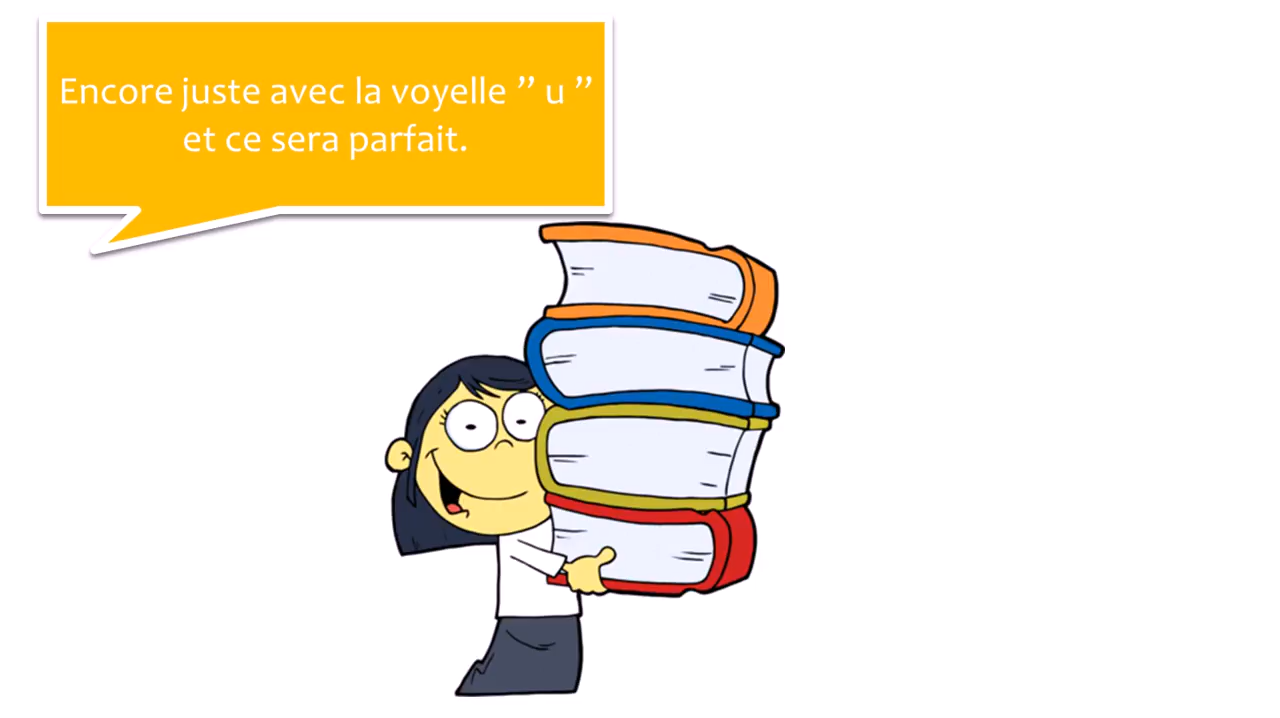 Encore juste avec la voyelle ” u ”
et ce sera parfait.